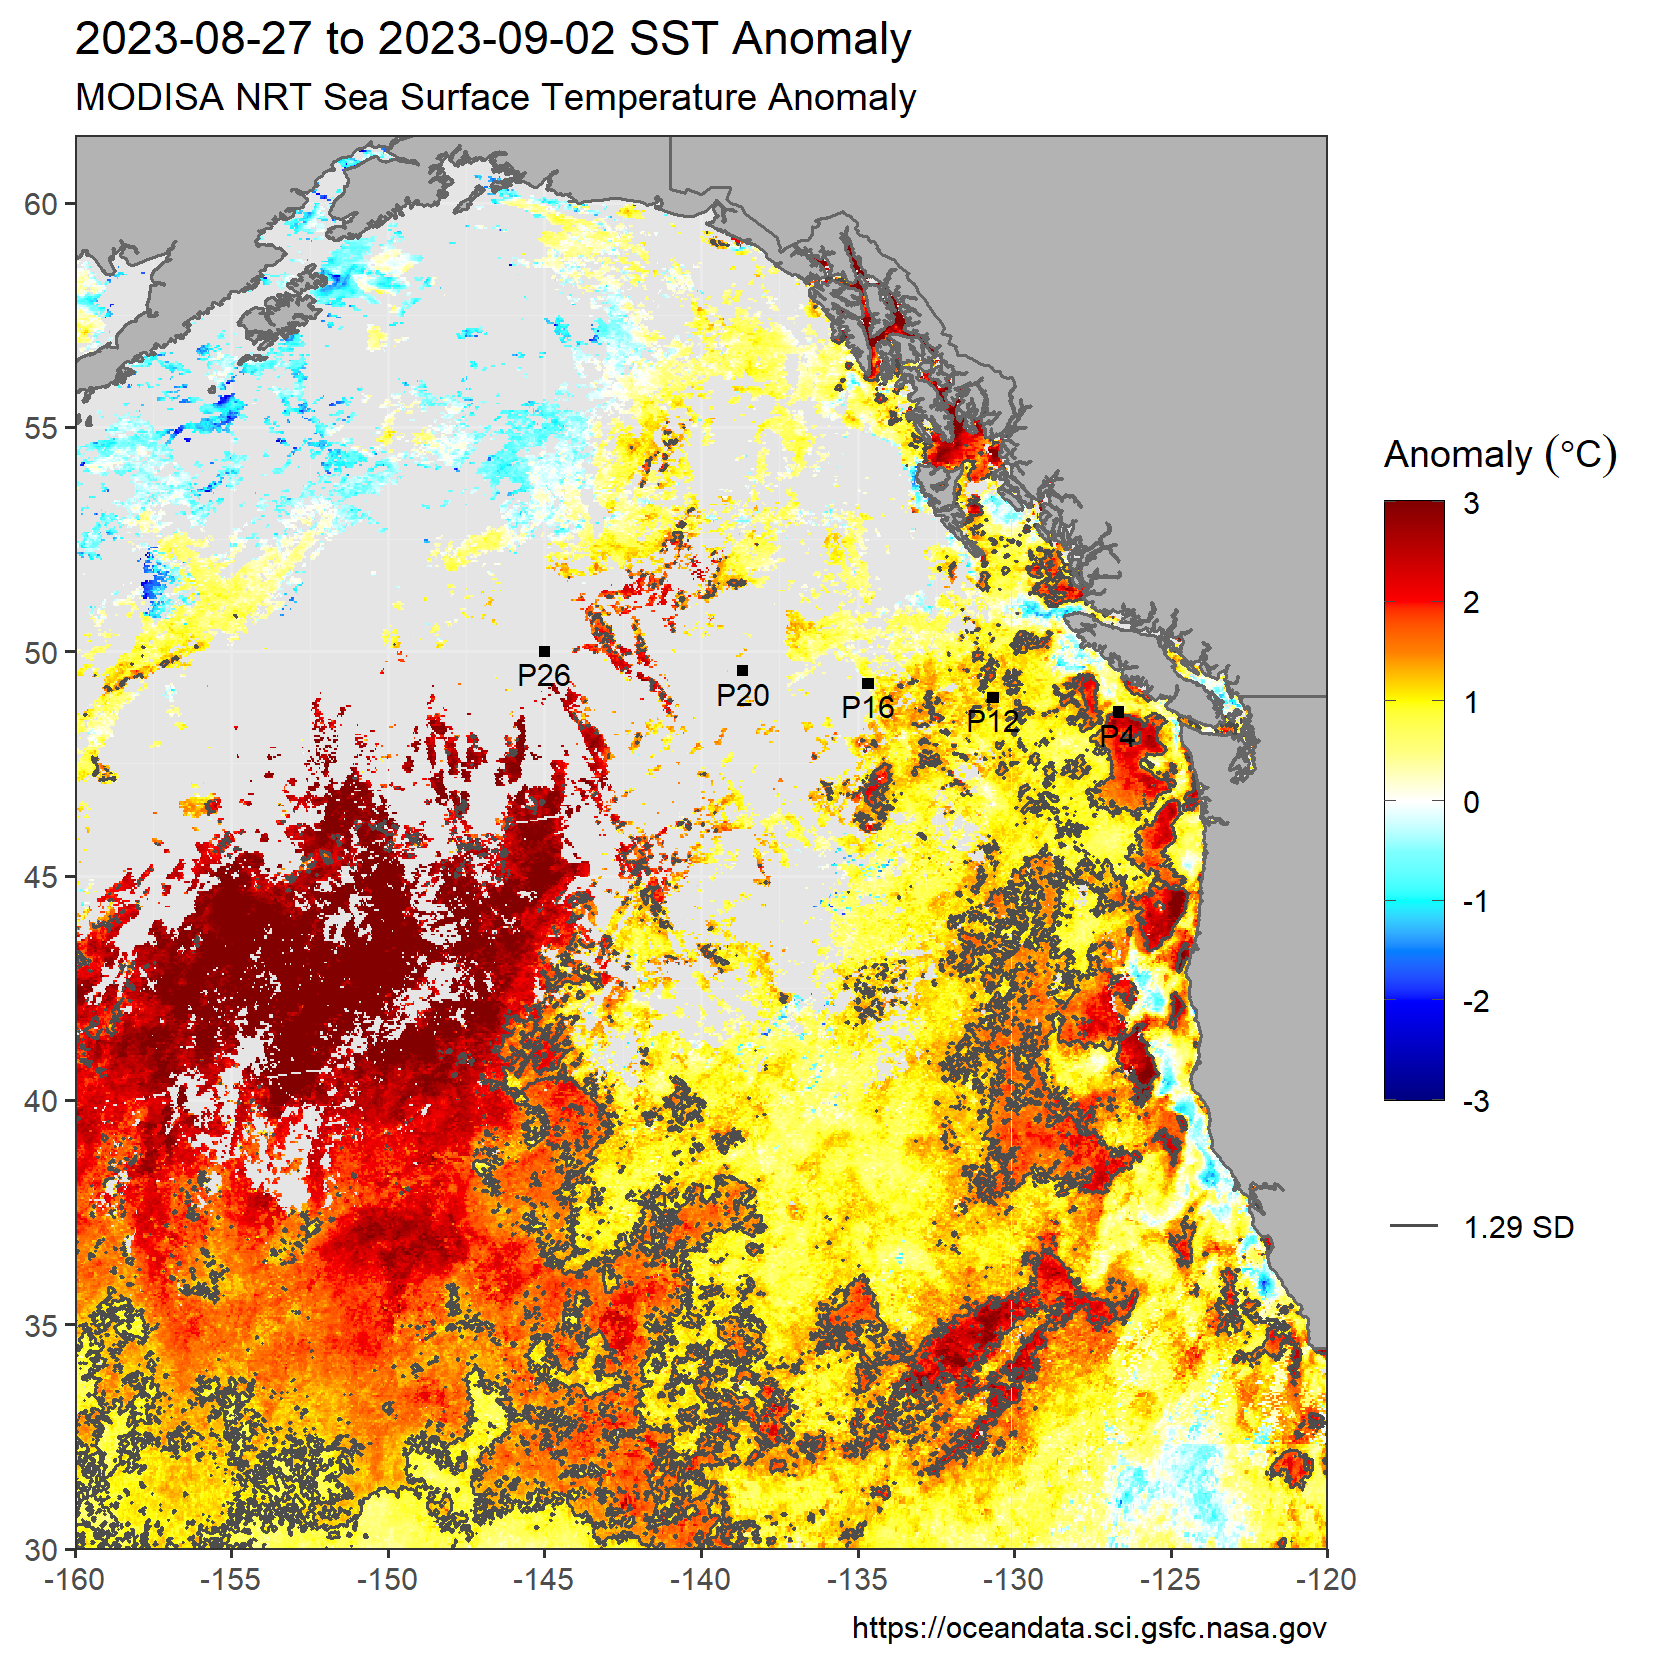 2023-08-27 to 2023-09-02 SST Anomaly
MODISA NRT Sea Surface Temperature Anomaly
60
55
50
45
40
35
30
-160
-155
-150
-145
-140
-135
-130
-125
-120
P26
P20
P16
P12
P4
Anomaly (°C)
3
2
1
0
-1
-2
-3
1.29 SD
https://oceandata.sci.gsfc.nasa.gov